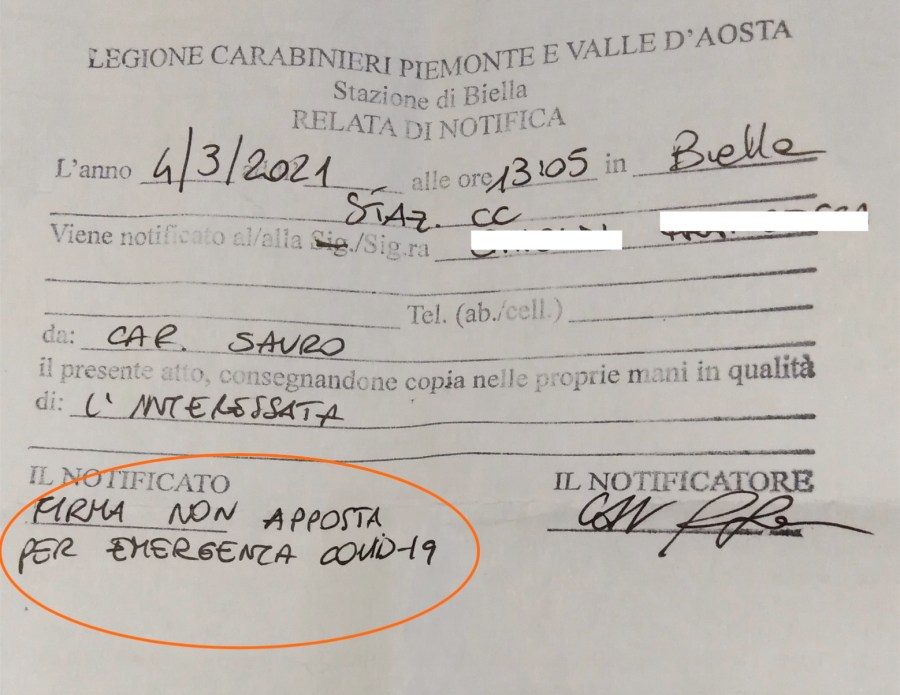 LEGIONE CARABINIERI PIEMONTE E VALLE D'AOSTA
Stazione di Biella
RELATA DI NOTIFICA
L'anno 4/3/2021 alle ore 13:05 in Biella
STAZ. CC
Viene notificato al/alla Sig./Sig.ra
Tel. (ab./cell.)
da: CAR. SAURO
il presente atto, consegnandone copia nelle proprie mani in qualità
di: L'INTERESSATA
IL NOTIFICATO
IL NOTIFICATORE
FIRMA NON APPOSTA
PER EMERGENZA COVID-19